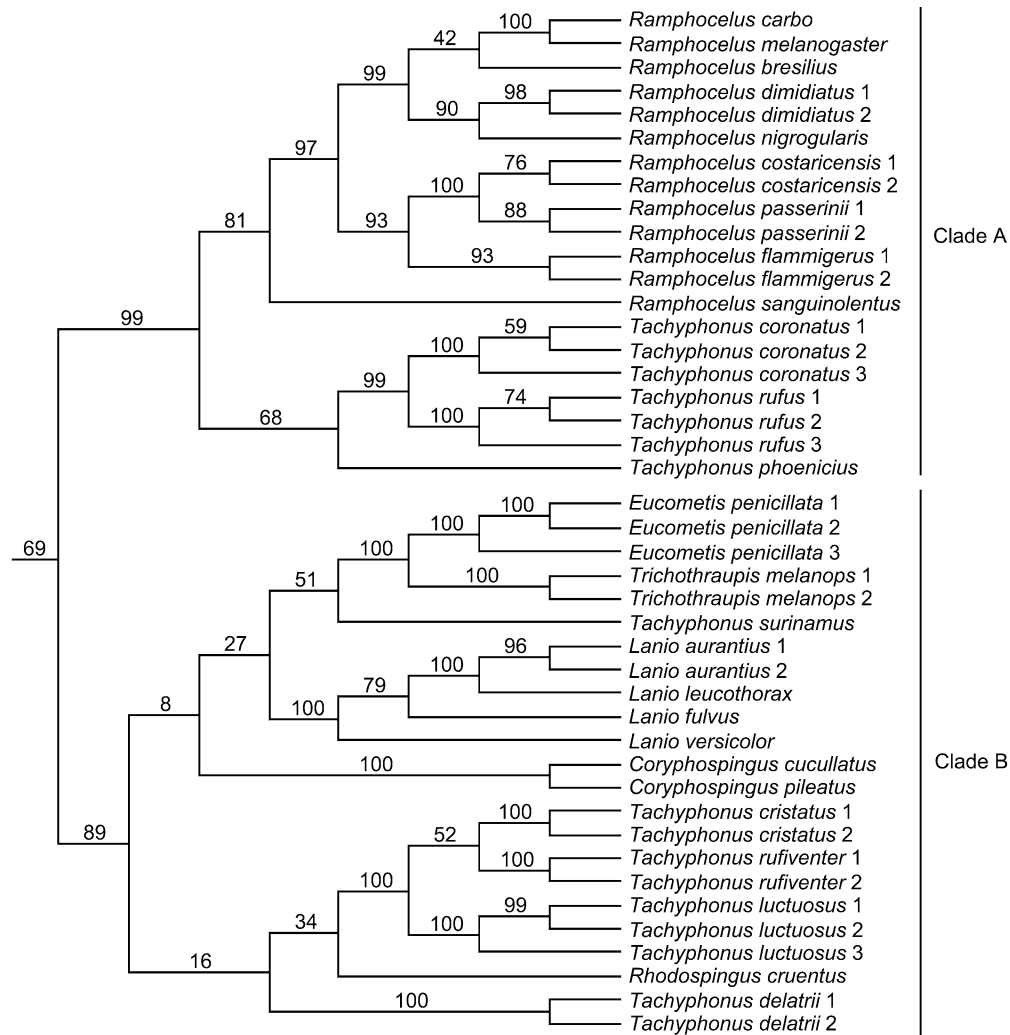 100
Ramphocelus carbo
42
Ramphocelus melanogaster
99
Ramphocelus bresilius
98
Ramphocelus dimidiatus 1
90
Ramphocelus dimidiatus 2
97
Ramphocelus nigrogularis
76
Ramphocelus costaricensis 1
100
Ramphocelus costaricensis 2
88
Ramphocelus passerinii 1
81
93
Ramphocelus passerinii 2
Clade A
93
Ramphocelus flammigerus 1
Ramphocelus flammigerus 2
Ramphocelus sanguinolentus
99
59
Tachyphonus coronatus 1
100
Tachyphonus coronatus 2
99
Tachyphonus coronatus 3
74
Tachyphonus rufus 1
68
100
Tachyphonus rufus 2
Tachyphonus rufus 3
Tachyphonus phoenicius
100
Eucometis penicillata 1
100
Eucometis penicillata 2
69
100
Eucometis penicillata 3
51
100
Trichothraupis melanops 1
Trichothraupis melanops 2
Tachyphonus surinamus
27
96
Lanio aurantius 1
100
Lanio aurantius 2
79
Lanio leucothorax
8
100
Lanio fulvus
Lanio versicolor
100
Coryphospingus cucullatus
Clade B
Coryphospingus pileatus
100
Tachyphonus cristatus 1
89
52
Tachyphonus cristatus 2
100
Tachyphonus rufiventer 1
100
Tachyphonus rufiventer 2
99
Tachyphonus luctuosus 1
34
100
Tachyphonus luctuosus 2
Tachyphonus luctuosus 3
16
Rhodospingus cruentus
100
Tachyphonus delatrii 1
Tachyphonus delatrii 2